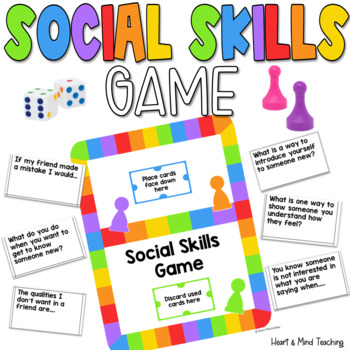 SOCIAL SKILLS
GAME
If my friend made
a mistake I would...
What do you do
when you want to
get to know
someone new?
The qualities I
don't want in a
friend are...
Place cards
face down
here
Social Skills
Game
Discard used
cards here
What is a way to
introduce yourself
to someone new?
What is one way to
show someone you
understand how
they feel?
You know someone
is not interested in
what you are
saying when....
Heart & Mind Teaching